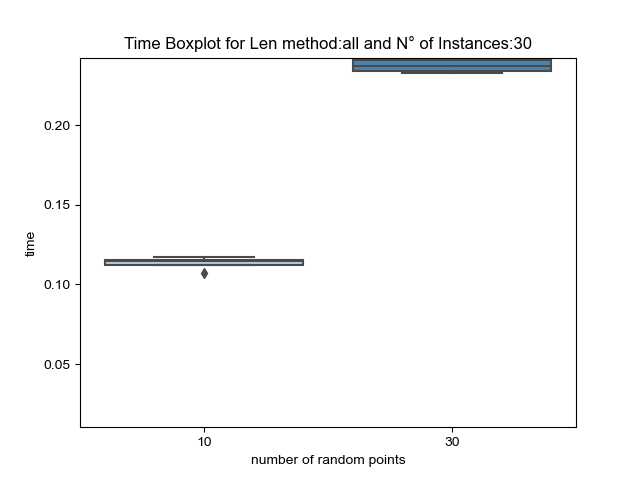 Time Boxplot for Len method:all and N° of Instances:30
0.20
0.15
0.10
0.05
time
10
30
number of random points